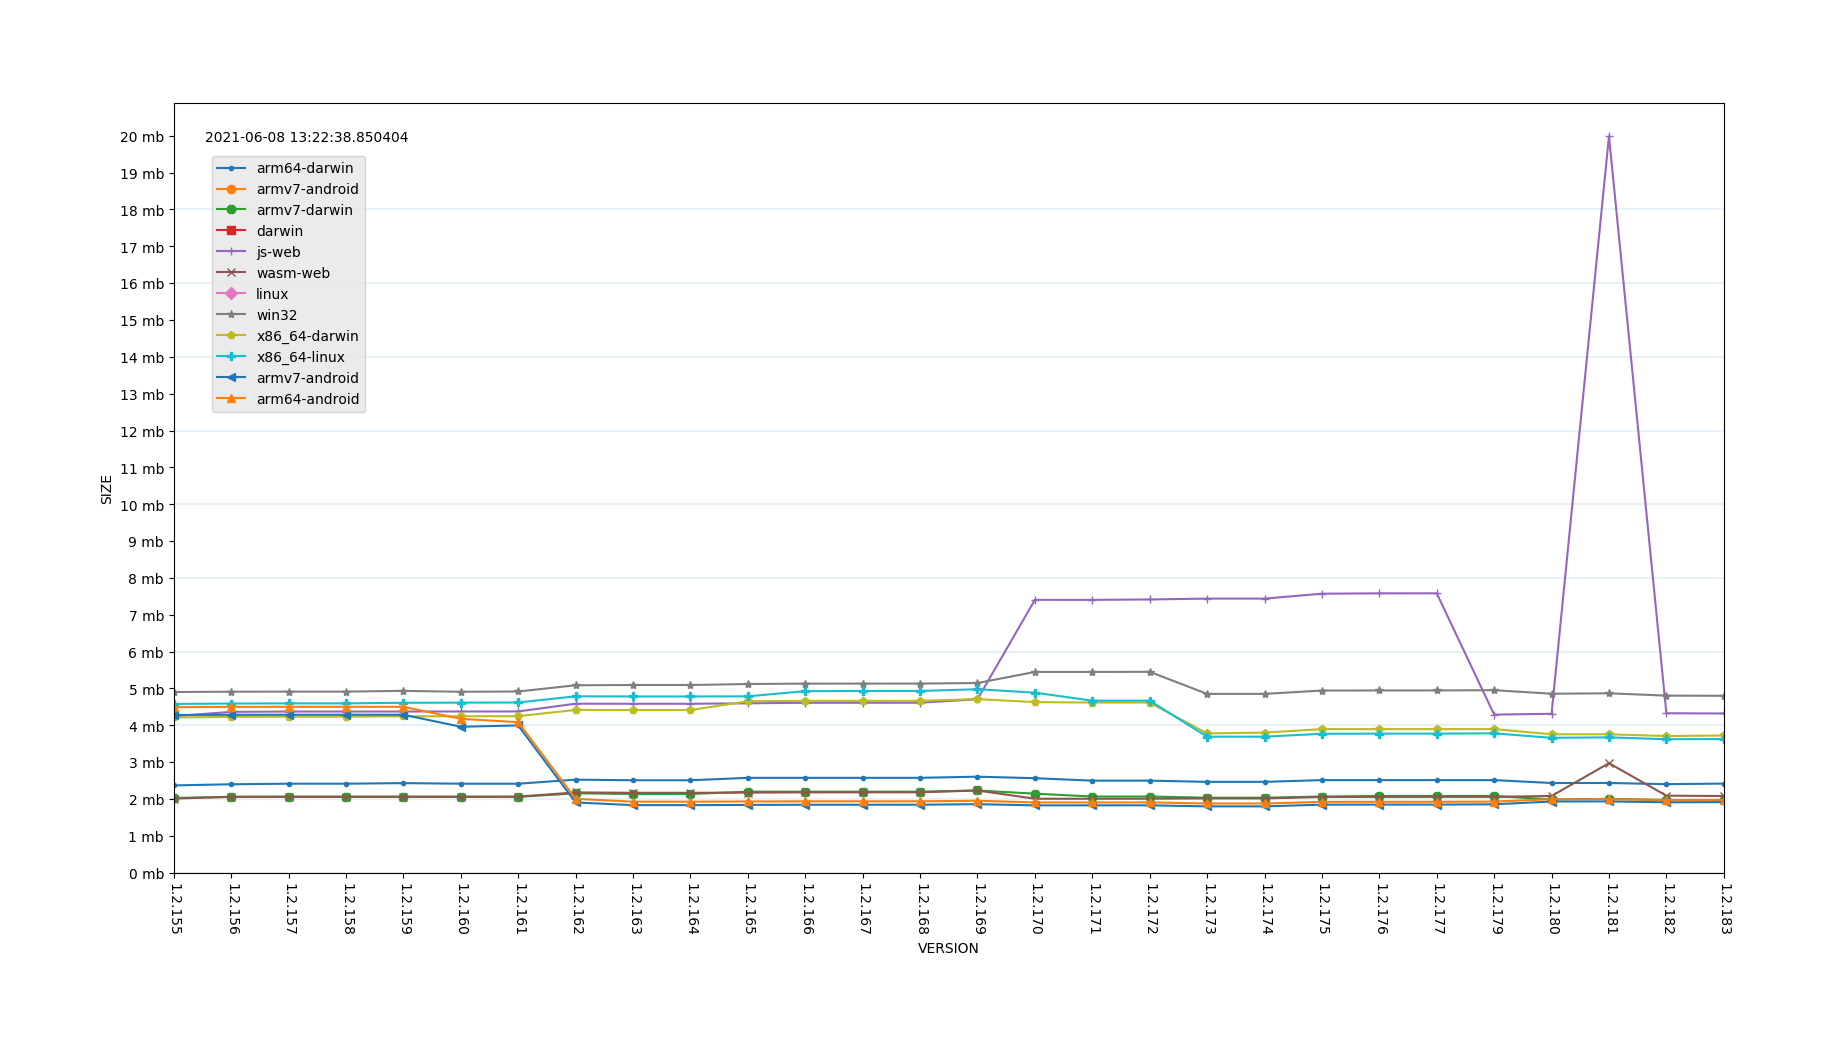 2021-06-08 13:22:38.850404
arm64-darwin
armv7-android
armv7-darwin
darwin
js-web
wasm-web
linux
win32
x86_64-darwin
x86_64-linux
armv7-android
arm64-android
20 mb
19 mb
18 mb
17 mb
16 mb
15 mb
14 mb
13 mb
12 mb
11 mb
10 mb
9 mb
8 mb
7 mb
6 mb
5 mb
4 mb
3 mb
2 mb
1 mb
0 mb
SIZE
1.2.155
1.2.156
1.2.157
1.2.158
1.2.159
1.2.160
1.2.161
1.2.162
1.2.163
1.2.164
1.2.165
1.2.166
1.2.167
1.2.168
1.2.169
1.2.170
1.2.171
1.2.172
1.2.173
1.2.174
1.2.175
1.2.176
1.2.177
1.2.179
1.2.180
1.2.181
1.2.182
1.2.183
VERSION